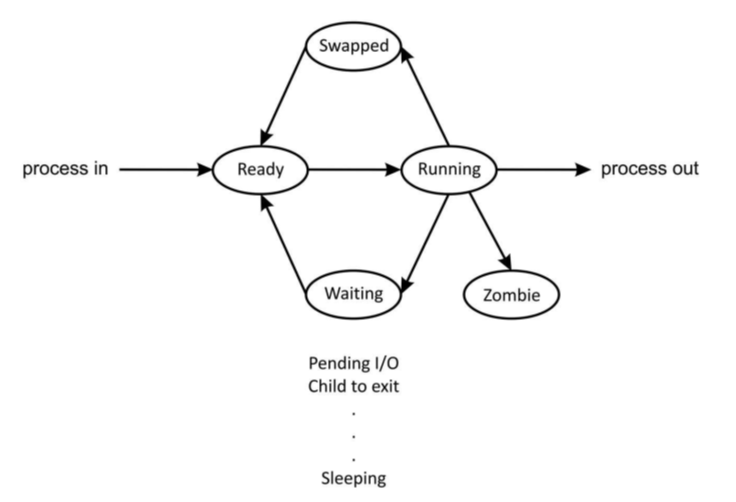 Swapped
process in
Ready
Running
process out
Waiting
Zombie
Pending I/O
Child to exit
.
.
.
Sleeping